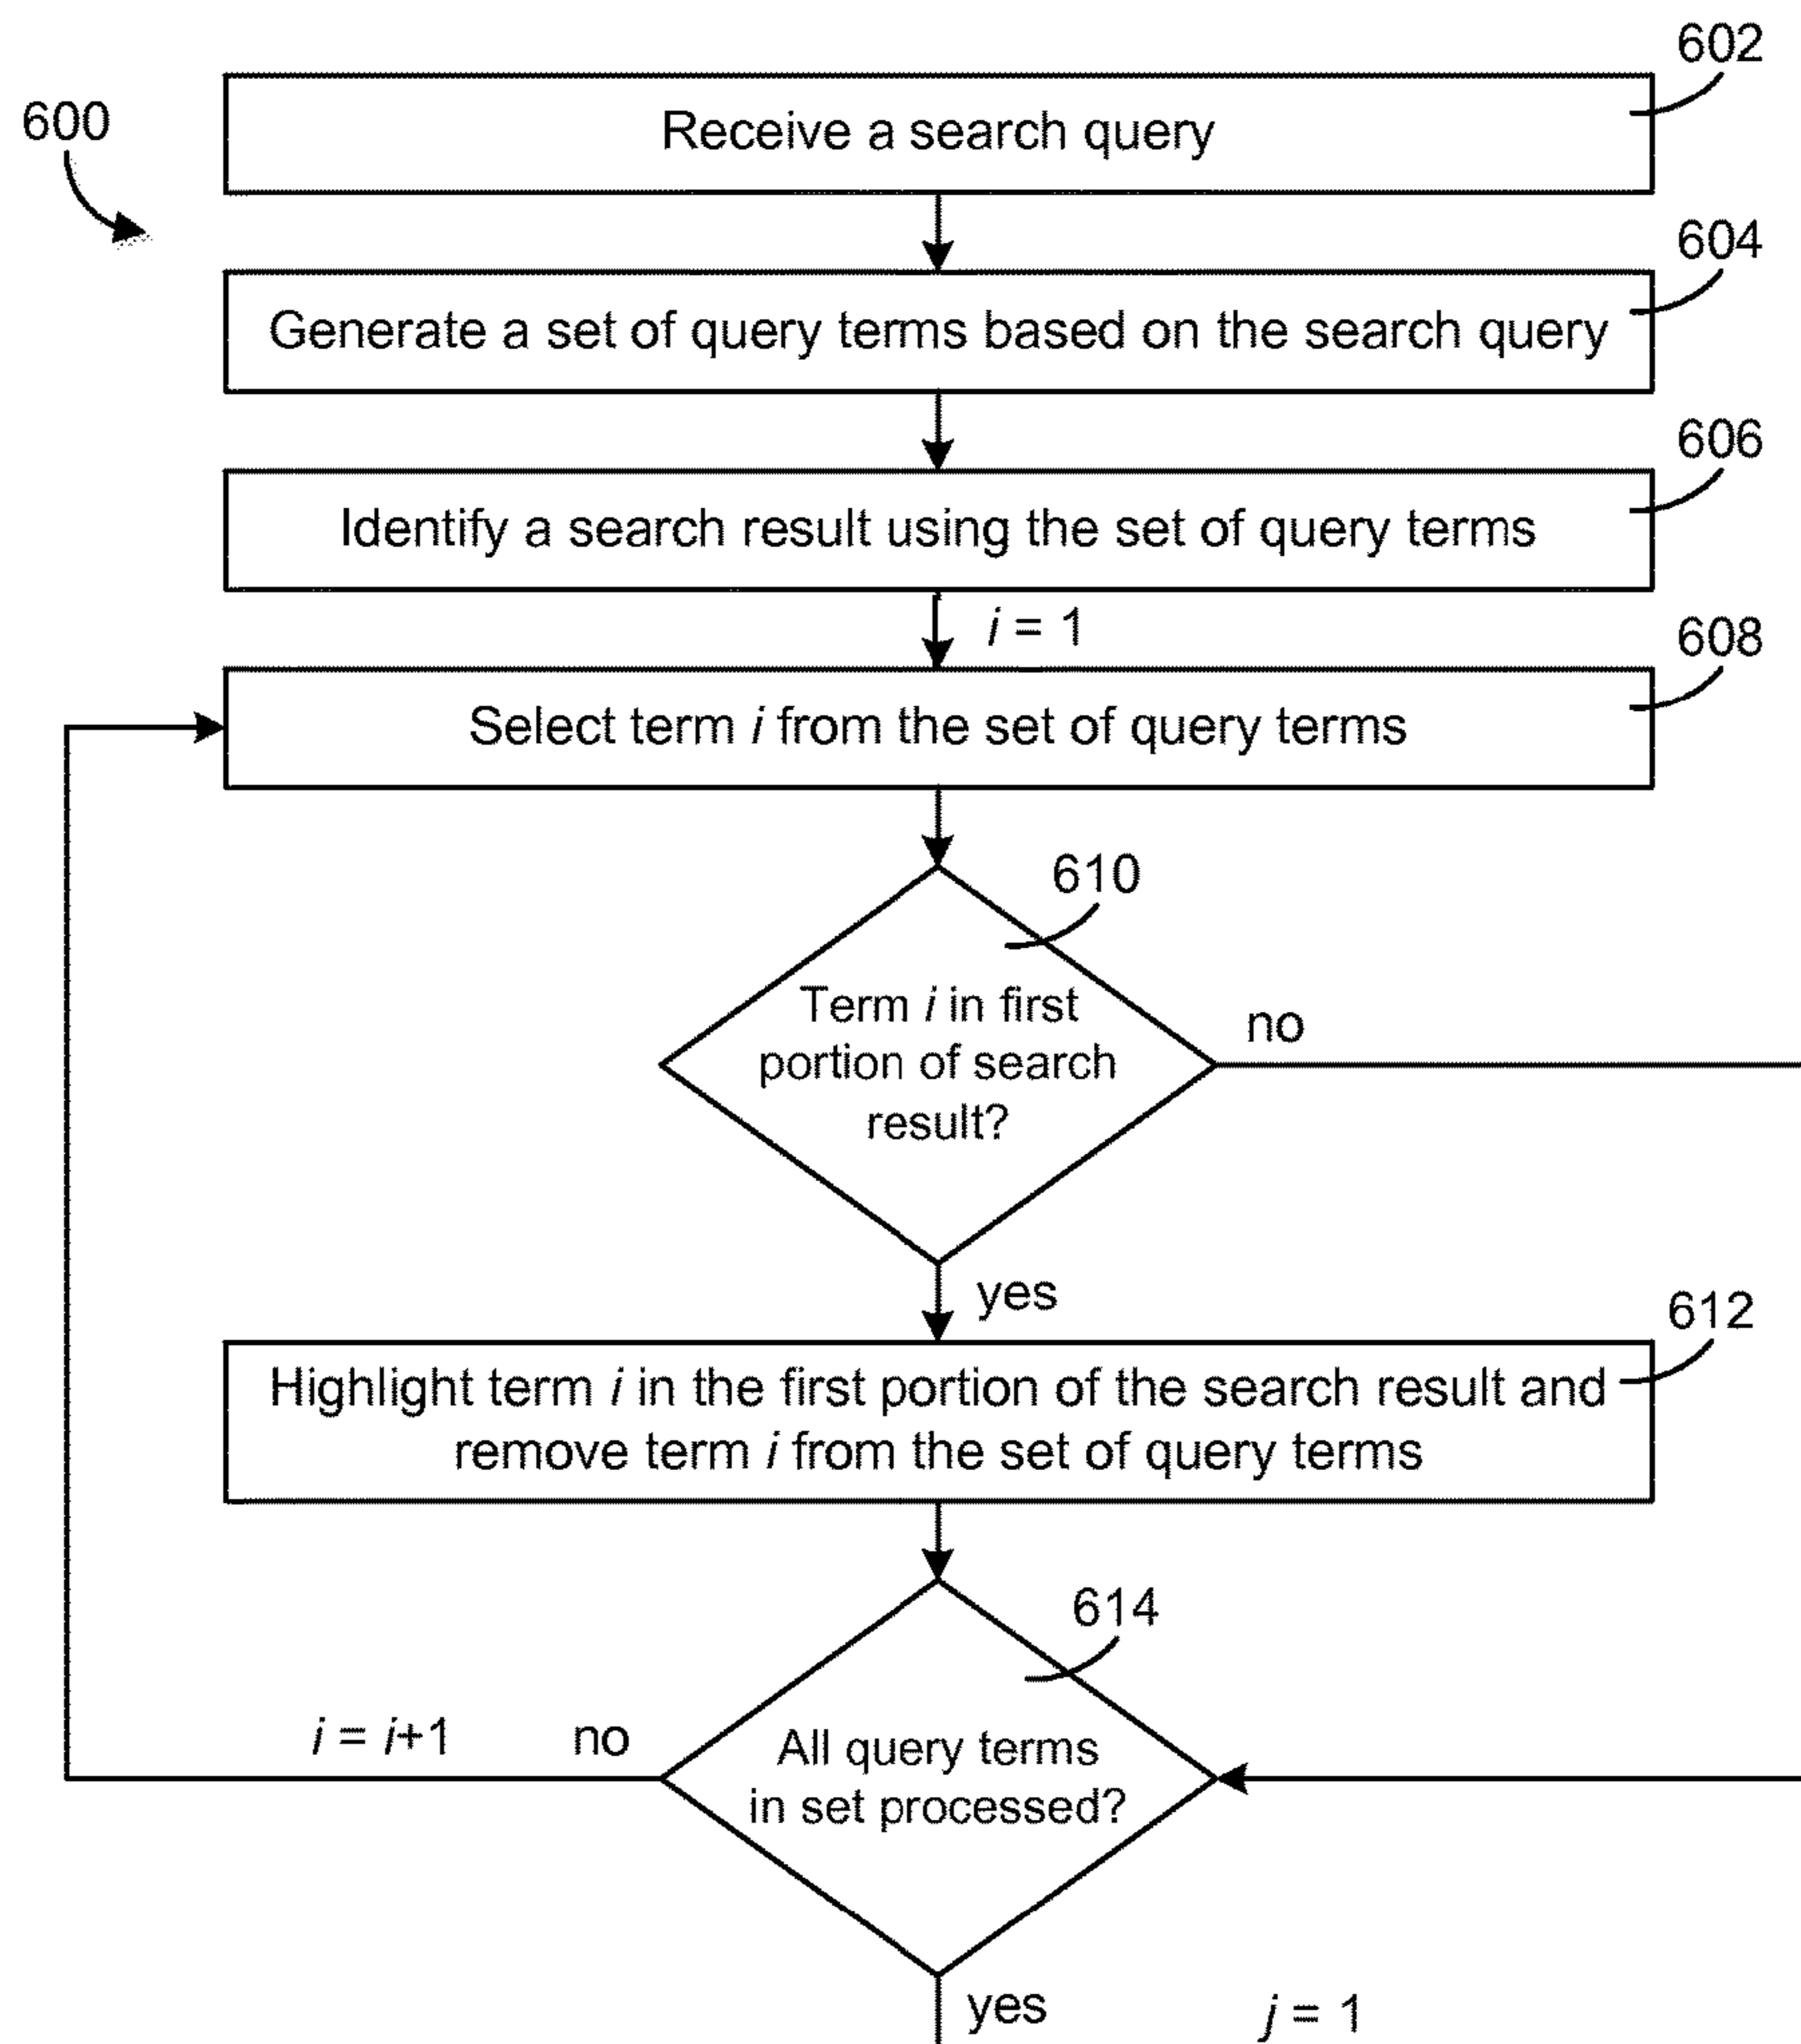 602
600
Receive a search query
604
Generate a set of query terms based on the search query
606
Identify a search result using the set of query terms
i = 1
608
Select term i from the set of query terms
610
Term i in first
portion of search
result?
no
yes
612
Highlight term i in the first portion of the search result and
remove term i from the set of query terms
614
i = i+1
no
All query terms
in set processed?
yes
j = 1